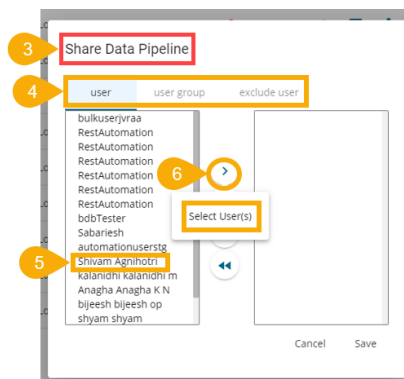 3
Share Data Pipeline
4
user user group exclude user
bulkuserjvraa
RestAutomation
RestAutomation
RestAutomation
RestAutomation
RestAutomation
RestAutomation
bdbTester
Sabariesh
automationuserstg
Shivam Agnihotri
kalanidhi kalanidhi m
Anagha Anagha K N
bijeesh bijeesh op
shyam shyam
6
Select User(s)
5
Cancel Save